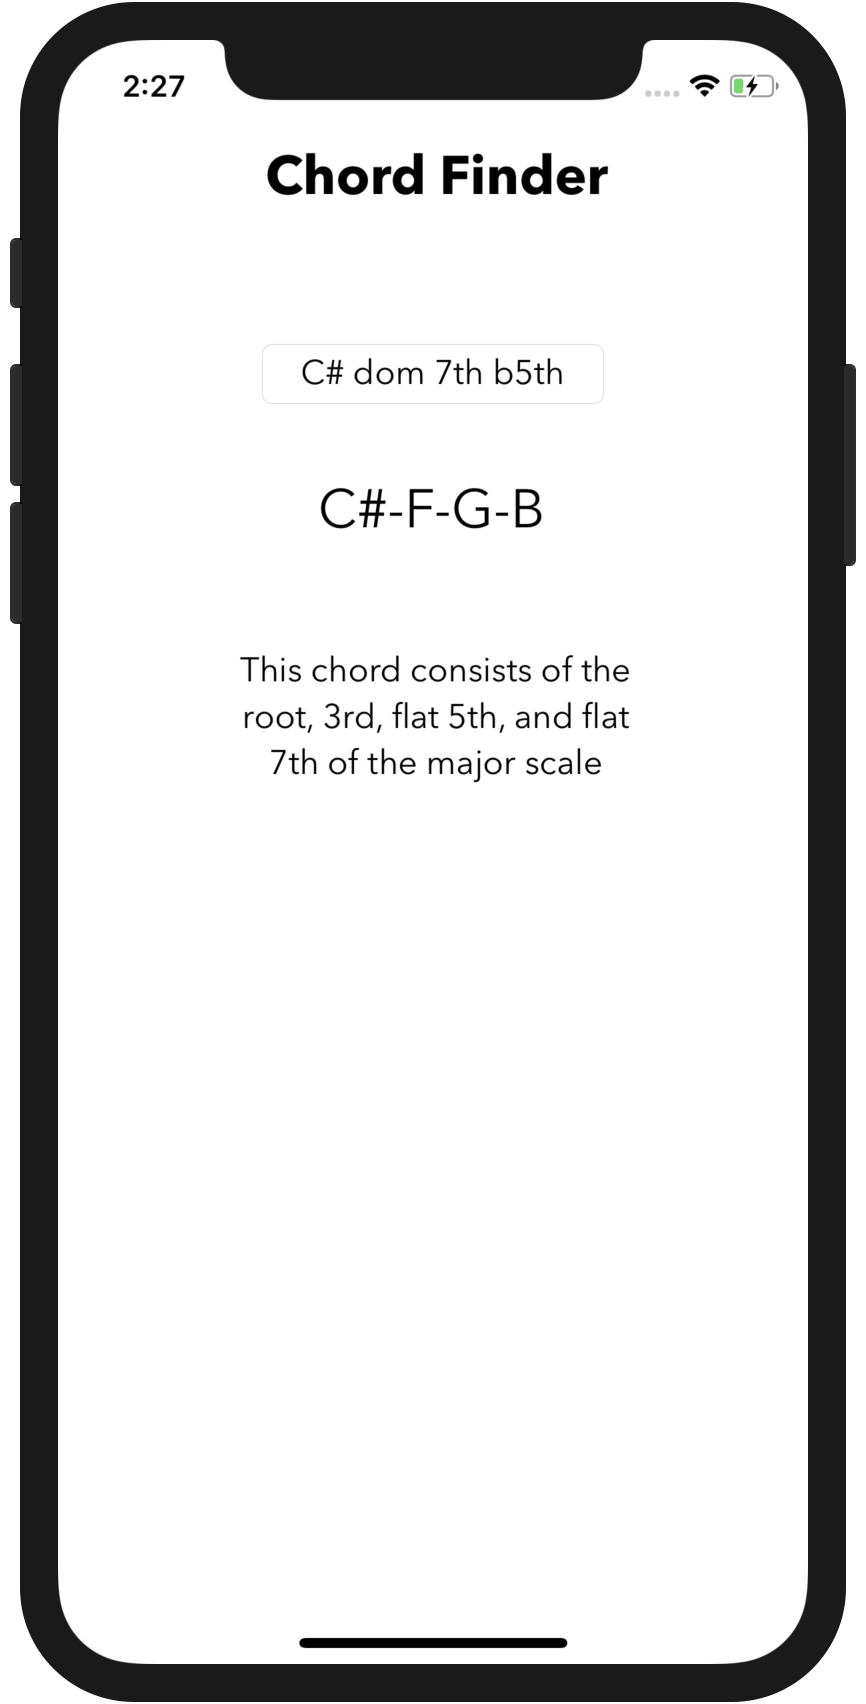 2:27
Chord Finder
C# dom 7th b5th
C#-F-G-B
This chord consists of the
root, 3rd, flat 5th, and flat
7th of the major scale